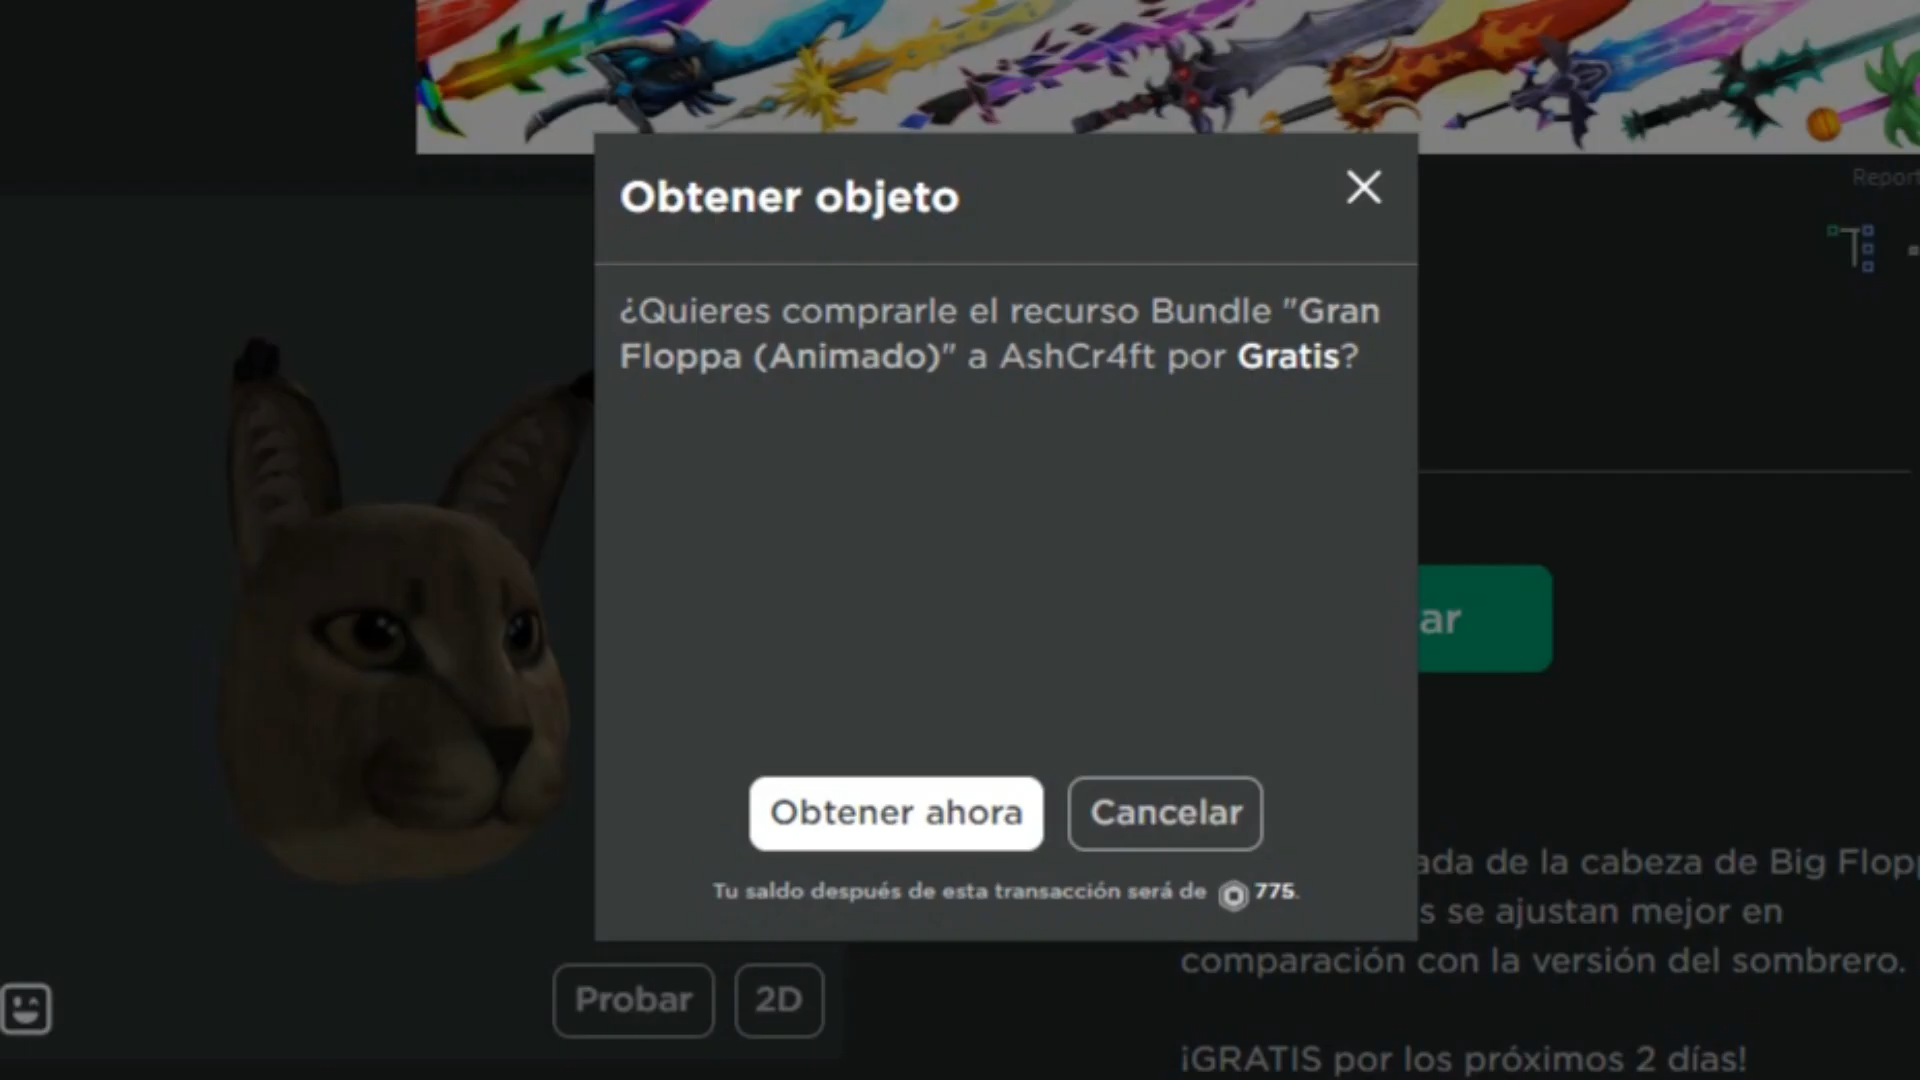 Report
Obtener objeto
¿Quieres comprarle el recurso Bundle "Gran
Floppa (Animado)" a AshCr4ft por Gratis?
ar
Obtener ahora
Cancelar
Tu saldo después de esta transacción será de 775.
ada de la cabeza de Big Flopp
s se ajustan mejor en
comparación con la versión del sombrero.
Probar
2D
¡GRATIS por los próximos 2 días!